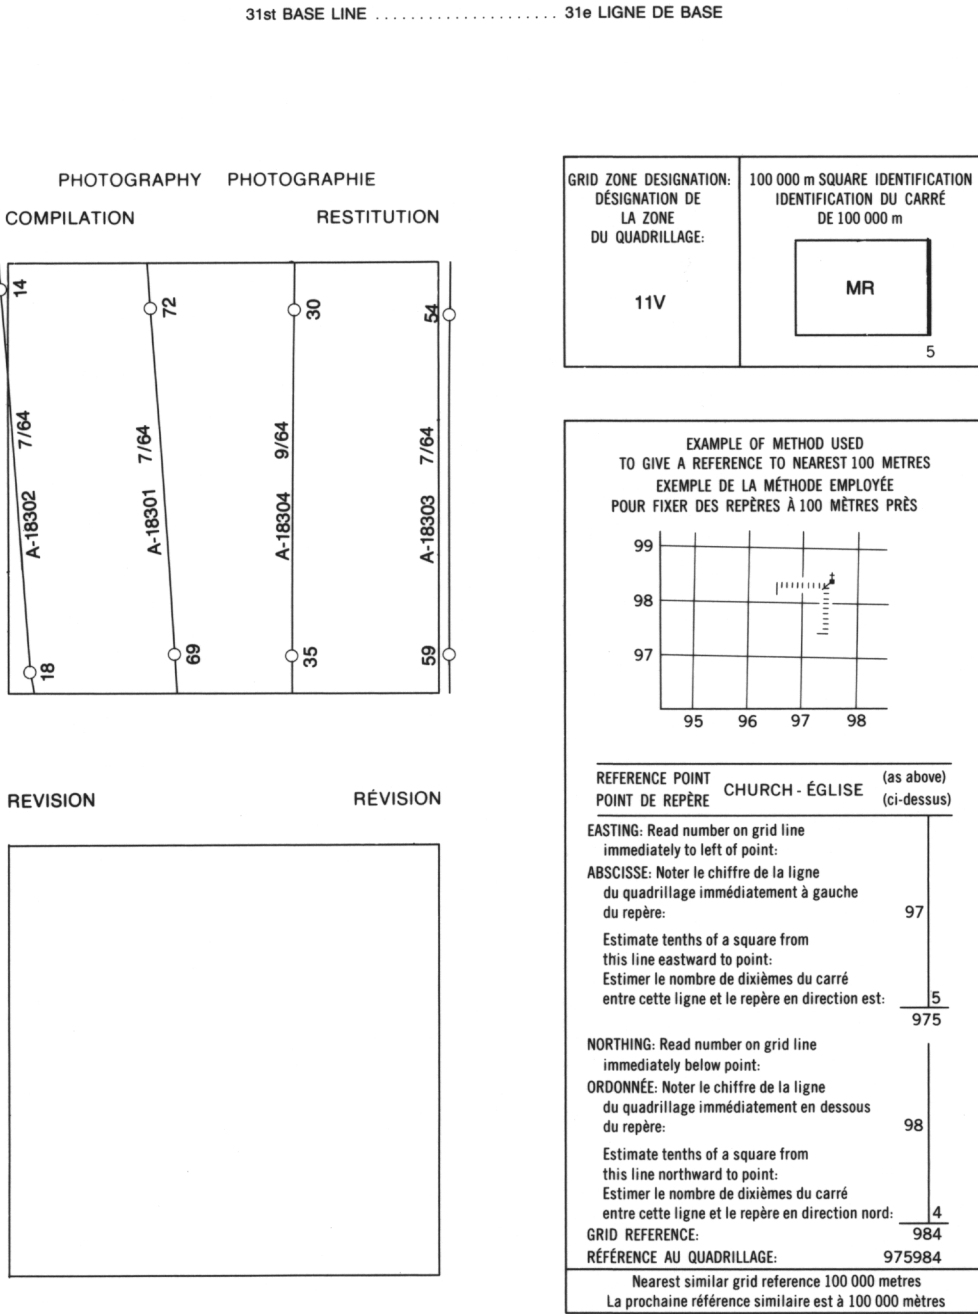 31st BASE LINE . . . . . . . . . . . . . . . . . . . . . 31e LIGNE DE BASE
PHOTOGRAPHY PHOTOGRAPHIE
COMPILATION RESTITUTION
14
72
30
54
7/64
7/64
9/64
7/64
A-18302
A-18301
A-18304
A-18303
18
69
35
59
REVISION RÉVISION
GRID ZONE DESIGNATION:
DÉSIGNATION DE
LA ZONE
DU QUADRILLAGE:
11V
100 000 m SQUARE IDENTIFICATION
IDENTIFICATION DU CARRÉ
DE 100 000 m
MR
5
EXAMPLE OF METHOD USED
TO GIVE A REFERENCE TO NEAREST 100 METRES
EXEMPLE DE LA MÉTHODE EMPLOYÉE
POUR FIXER DES REPÈRES À 100 MÈTRES PRÈS
99
98
97
95 96 97 98
REFERENCE POINT
POINT DE REPÈRE
CHURCH - ÉGLISE
(as above)
(ci-dessus)
EASTING: Read number on grid line
immediately to left of point:
ABSCISSE: Noter le chiffre de la ligne
du quadrillage immédiatement à gauche
du repère: 97
Estimate tenths of a square from
this line eastward to point:
Estimer le nombre de dixièmes du carré
entre cette ligne et le repère en direction est: 5
975
NORTHING: Read number on grid line
immediately below point:
ORDONNÉE: Noter le chiffre de la ligne
du quadrillage immédiatement en dessous
du repère: 98
Estimate tenths of a square from
this line northward to point:
Estimer le nombre de dixièmes du carré
entre cette ligne et le repère en direction nord: 4
GRID REFERENCE: 984
RÉFÉRENCE AU QUADRILLAGE: 975984
Nearest similar grid reference 100 000 metres
La prochaine référence similaire est à 100 000 mètres